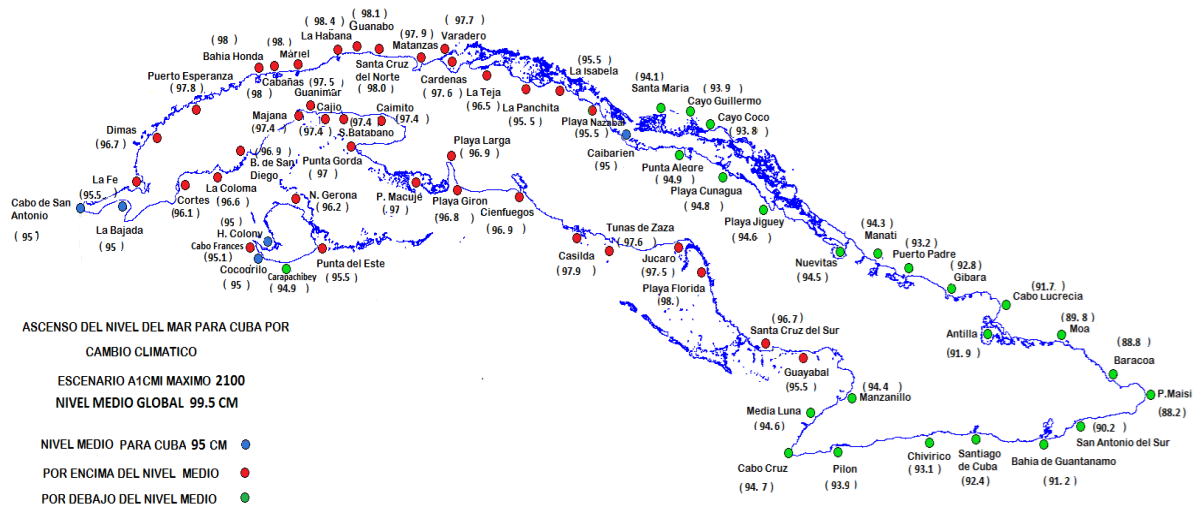 ( 98. 4 )
La Habana
( 98.1 )
Guanabo
( 97. 9 )
Matanzas
( 97.7 )
Varadero
( 98 )
Bahia Honda
( 98. )
Mariel
Cabañas
( 98 )
Santa Cruz
del Norte
( 98.0 )
Cardenas
( 97.6 )
La Teja
( 96.5 )
La Panchita
( 95. 5 )
( 95.5 )
La Isabela
Playa Nazabal
( 95.5 )
Caibarien
( 95 )
( 94.1)
Santa Maria
( 93. 9 )
Cayo Guillermo
Cayo Coco
( 93.8 )
Puerto Esperanza
( 97.8 )
( 97. 5 )
Guanimar
Cajio
( 97.4 )
Majana
(97.4 )
( 97.4
S.Batabano
Caimito
(97.4 )
Dimas
(96.7 )
( 96.9 )
B. de San
Diego
Punta Gorda
( 97 )
Playa Larga
( 96. 9 )
Punta Alegre
( 94.9 )
Playa Cunagua
( 94.8 )
Playa Jiguey
( 94.6 )
La Fe
( 95.5
La Coloma
( 96.6 )
Cortes
( 96.1 )
Cabo de San
Antonio
( 95 )
La Bajada
( 95 )
N. Gerona
( 96.2 )
P. Macujé
( 97 )
Playa Giron
( 96.8 )
Cienfuegos
( 96.9 )
( 95 )
H. Colony
Cabo Frances
(95.1)
Cocodrilo
( 95 )
Carapachibey
( 94.9 )
Punta del Este
( 95.5 )
Casilda
(97.9 )
Tunas de Zaza
( 97.6 )
Jucaro
( 97.5 )
Playa Florida
( 98. )
Nuevitas
( 94.5 )
( 94.3 )
Manati
( 93.2 )
Puerto Padre
( 92.8 )
Gibara
( 91.7 )
Cabo Lucrecia
Antilla
( 91. 9 )
( 89. 8 )
Moa
( 88.8 )
Baracoa
P.Maisi
(88.2 )
( 96.7 )
Santa Cruz del Sur
Guayabal
( 95.5 )
( 94. 4 )
Manzanillo
Media Luna
( 94.6 )
Cabo Cruz
( 94. 7 )
Pilon
( 93.9 )
Chivirico
( 93.1 )
Santiago
de Cuba
( 92.4 )
Bahia de Guantanamo
( 91. 2 )
(90.2 )
San Antonio del Sur
ASCENSO DEL NIVEL DEL MAR PARA CUBA POR
CAMBIO CLIMATICO
ESCENARIO A1CMI MAXIMO 2100
NIVEL MEDIO GLOBAL 99.5 CM
NIVEL MEDIO PARA CUBA 95 CM
POR ENCIMA DEL NIVEL MEDIO
POR DEBAJO DEL NIVEL MEDIO